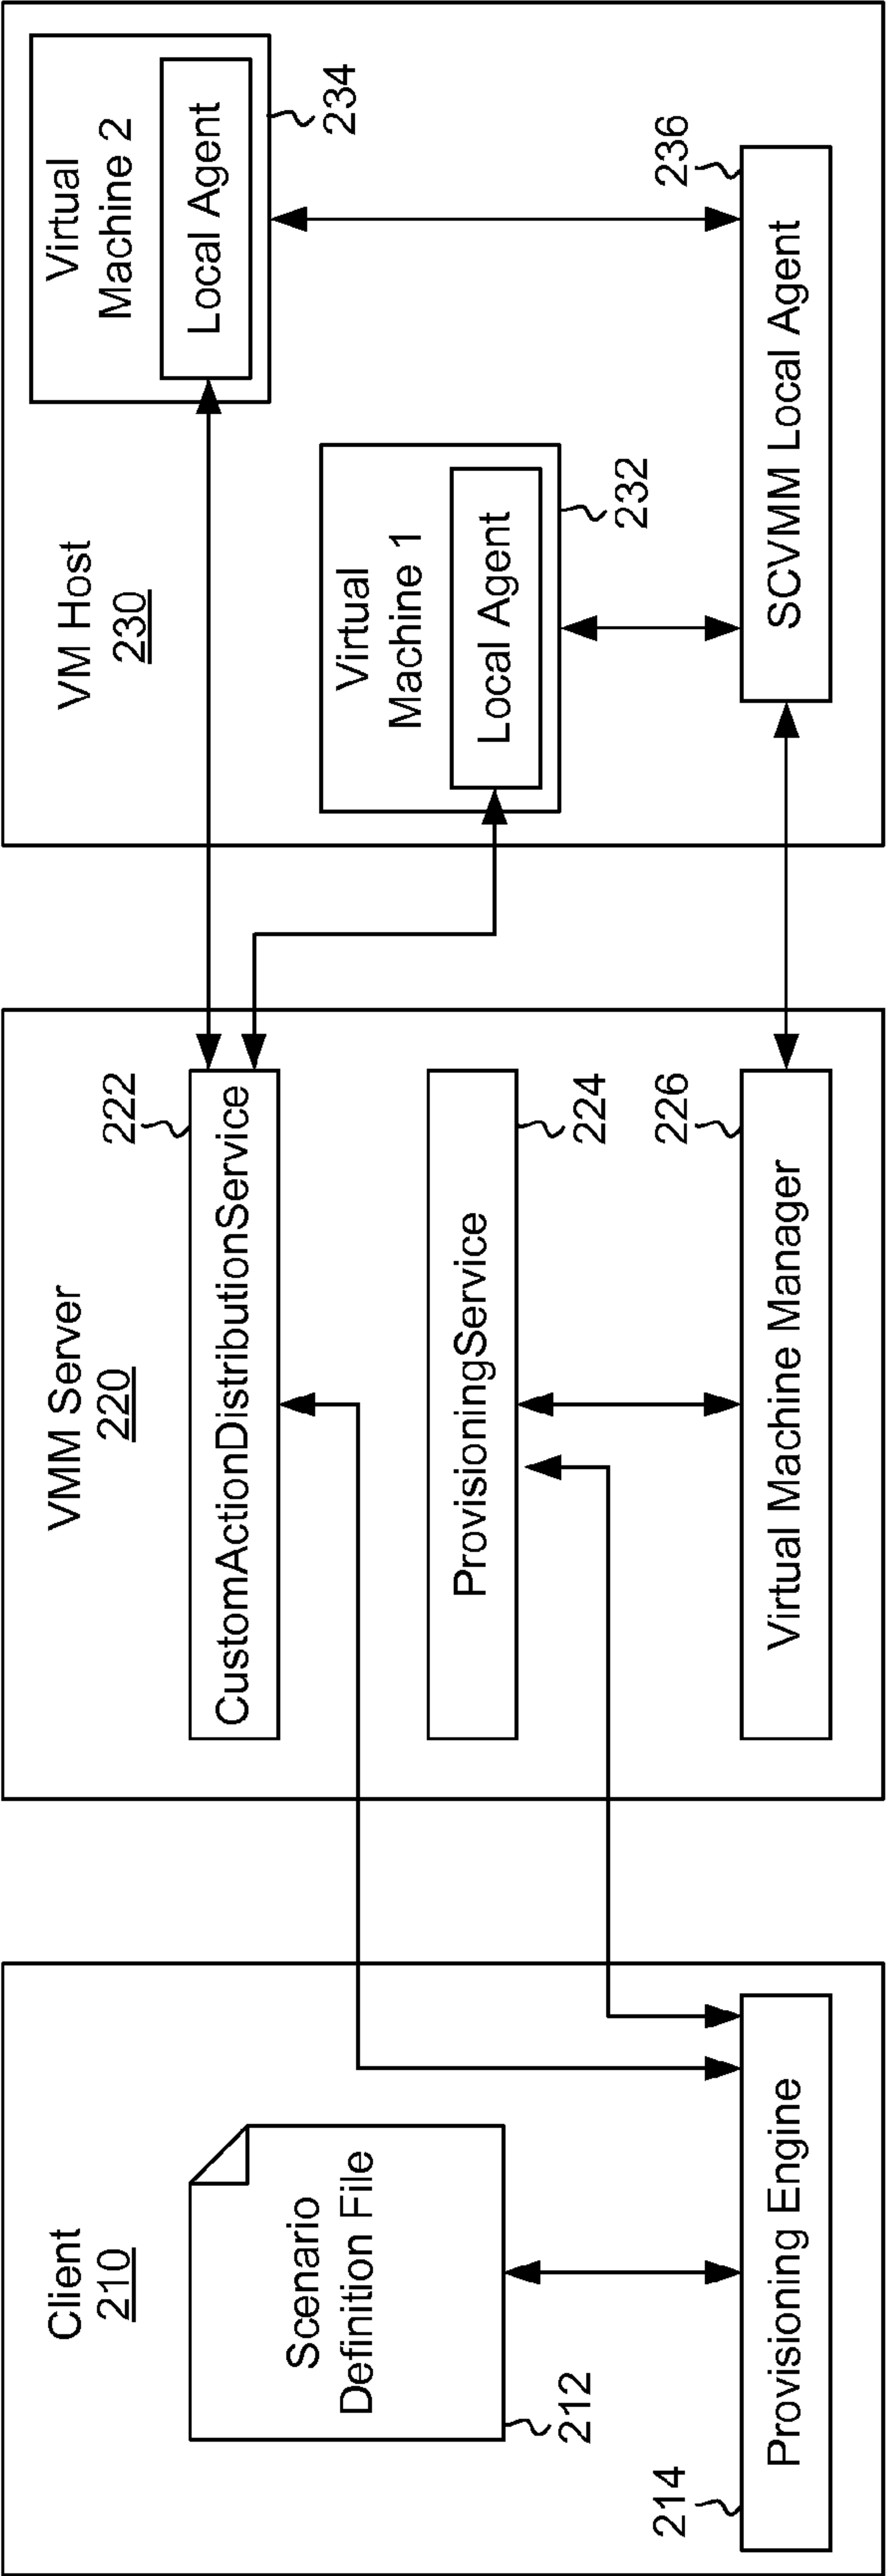 Client
210
Scenario
Definition File
212
214
Provisioning Engine
VMM Server
220
222
CustomActionDistributionService
ProvisioningService
224
226
Virtual Machine Manager
VM Host
230
Virtual
Machine 1
Local Agent
232
Virtual
Machine 2
Local Agent
234
236
SCVMM Local Agent